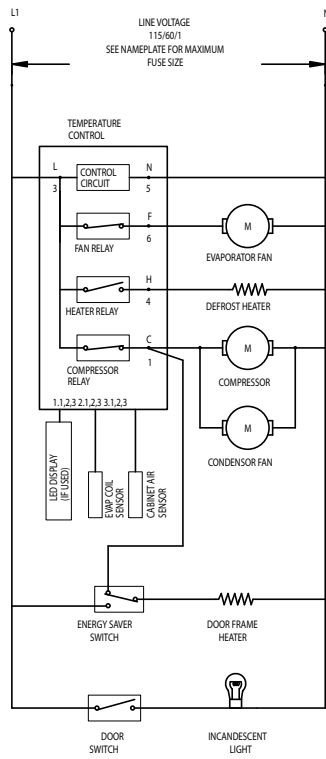 L1
LINE VOLTAGE
115/60/1
SEE NAMEPLATE FOR MAXIMUM
FUSE SIZE
TEMPERATURE
CONTROL
L
CONTROL
CIRCUIT
N
3
5
F
6
FAN RELAY
M
EVAPORATOR FAN
H
4
HEATER RELAY
DEFROST HEATER
C
1
COMPRESSOR
RELAY
M
COMPRESSOR
M
CONDENSOR FAN
1.1,2,3 2.1,2,3 3.1,2,3
LED DISPLAY
(IF USED)
EVAP COIL
SENSOR
CABINET AIR
SENSOR
ENERGY SAVER
SWITCH
DOOR FRAME
HEATER
DOOR
SWITCH
INCANDESCENT
LIGHT